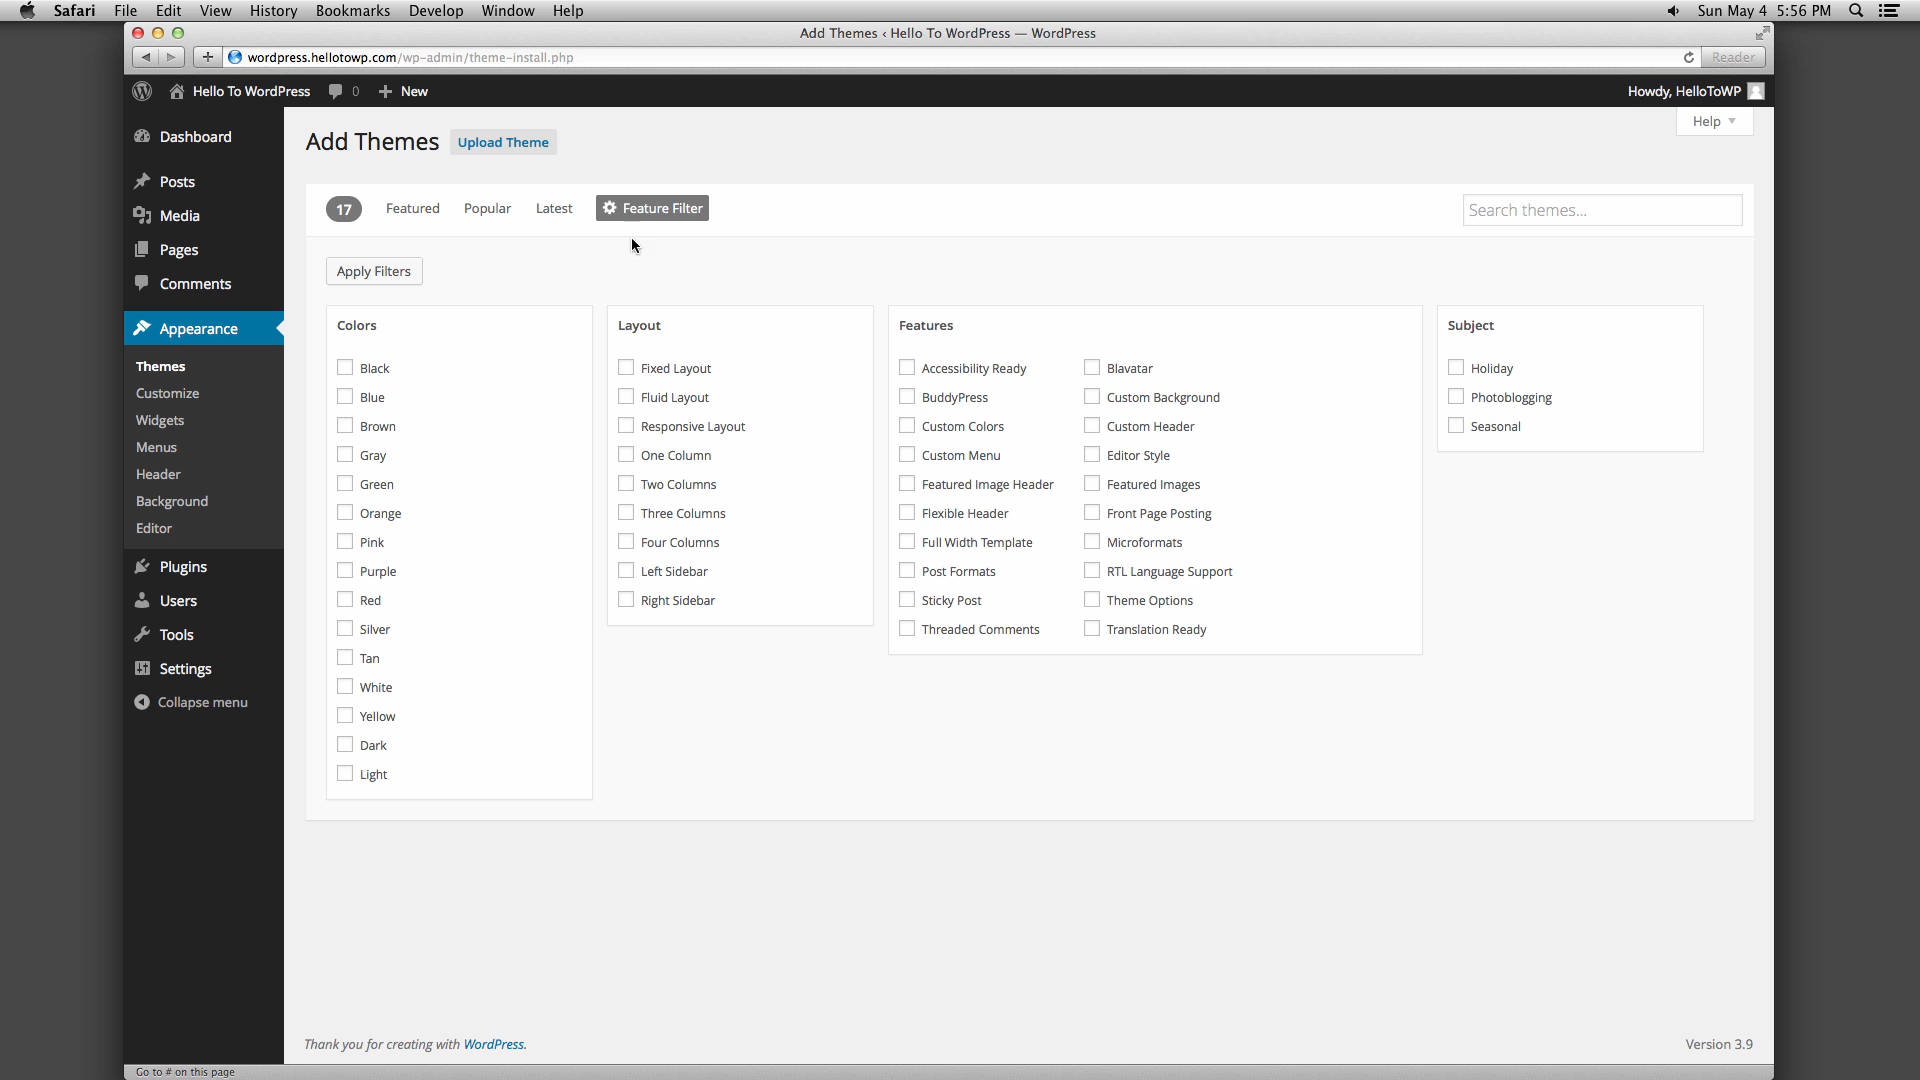 Safari File Edit View History Bookmarks Develop Window Help Sun May 4 5:56 PM
Add Themes ‹ Hello To WordPress — WordPress
wordpress.hellotowp.com/wp-admin/theme-install.php Reader
Hello To WordPress 0 + New Howdy, HelloToWP
Dashboard
Posts
Media
Pages
Comments
Appearance
Themes
Customize
Widgets
Menus
Header
Background
Editor
Plugins
Users
Tools
Settings
Collapse menu
Help
Add Themes Upload Theme
17 Featured Popular Latest Feature Filter Search themes...
Apply Filters
Colors
Black
Blue
Brown
Gray
Green
Orange
Pink
Purple
Red
Silver
Tan
White
Yellow
Dark
Light
Layout
Fixed Layout
Fluid Layout
Responsive Layout
One Column
Two Columns
Three Columns
Four Columns
Left Sidebar
Right Sidebar
Features
Accessibility Ready Blavatar
BuddyPress Custom Background
Custom Colors Custom Header
Custom Menu Editor Style
Featured Image Header Featured Images
Flexible Header Front Page Posting
Full Width Template Microformats
Post Formats RTL Language Support
Sticky Post Theme Options
Threaded Comments Translation Ready
Subject
Holiday
Photoblogging
Seasonal
Thank you for creating with WordPress. Version 3.9
Go to # on this page